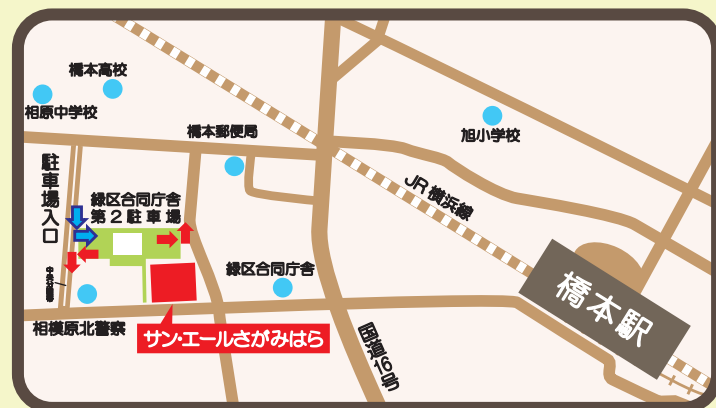 橋本高校
相原中学校
橋本郵便局
旭小学校
駐車場入口
緑区合同庁舎
第2駐車場
JR横浜線
緑区合同庁舎
橋本駅
相模原北警察
サン・エールさがみはら
国道16号